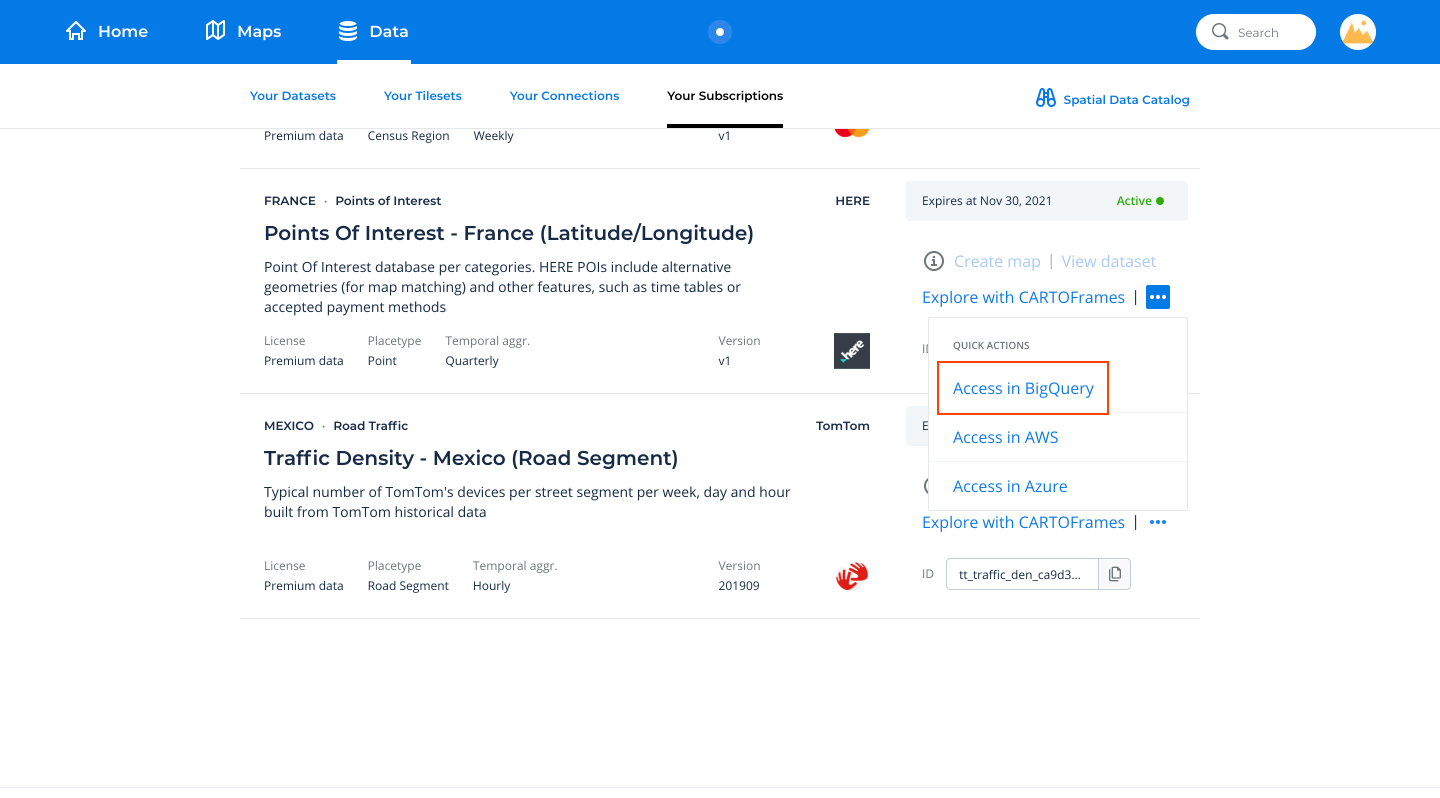 Home
Maps
Data
Search
Your Datasets
Your Tilesets
Your Connections
Your Subscriptions
Spatial Data Catalog
Premium data
Census Region
Weekly
v1
FRANCE · Points of Interest
HERE
Points Of Interest - France (Latitude/Longitude)
Point Of Interest database per categories. HERE POIs include alternative
geometries (for map matching) and other features, such as time tables or
accepted payment methods
License
Placetype
Temporal aggr.
Version
Premium data
Point
Quarterly
v1
here
Expires at Nov 30, 2021
Active
Create map | View dataset
Explore with CARTOFrames |
QUICK ACTIONS
Access in BigQuery
Access in AWS
Access in Azure
MEXICO · Road Traffic
TomTom
Traffic Density - Mexico (Road Segment)
Typical number of TomTom's devices per street segment per week, day and hour
built from TomTom historical data
License
Placetype
Temporal aggr.
Version
Premium data
Road Segment
Hourly
201909
Explore with CARTOFrames |
ID
tt_traffic_den_ca9d3...